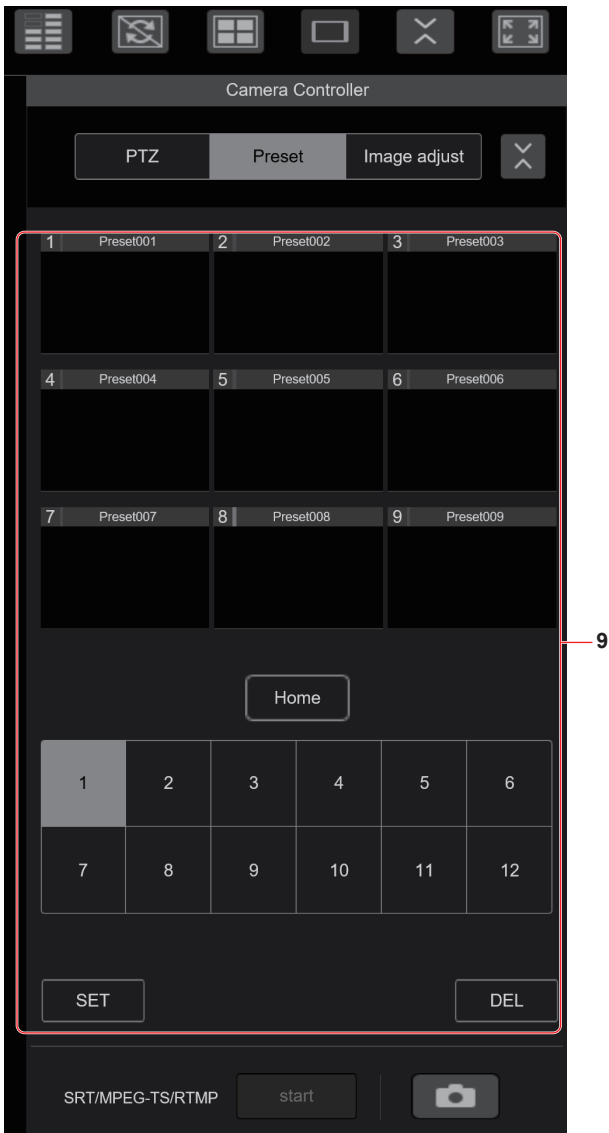 Camera Controller
PTZ Preset Image adjust
1 Preset001 2 Preset002 3 Preset003
4 Preset004 5 Preset005 6 Preset006
7 Preset007 8 Preset008 9 Preset009
9
Home
1 2 3 4 5 6
7 8 9 10 11 12
SET DEL
SRT/MPEG-TS/RTMP start